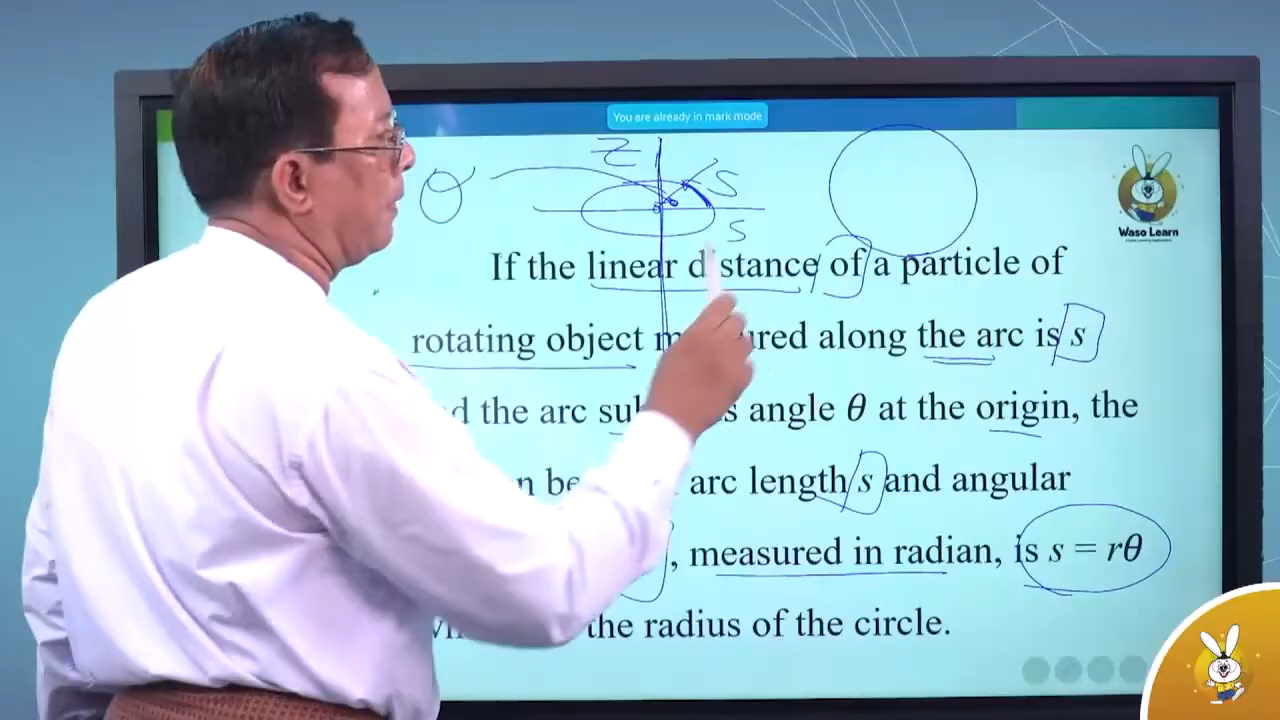 You are already in mark mode
Z
θ
S
S
Waso Learn
If the linear distance of a particle of
rotating object measured along the arc is s
the arc angle θ at the origin, the
arc length s and angular
, measured in radian, is s = rθ
the radius of the circle.